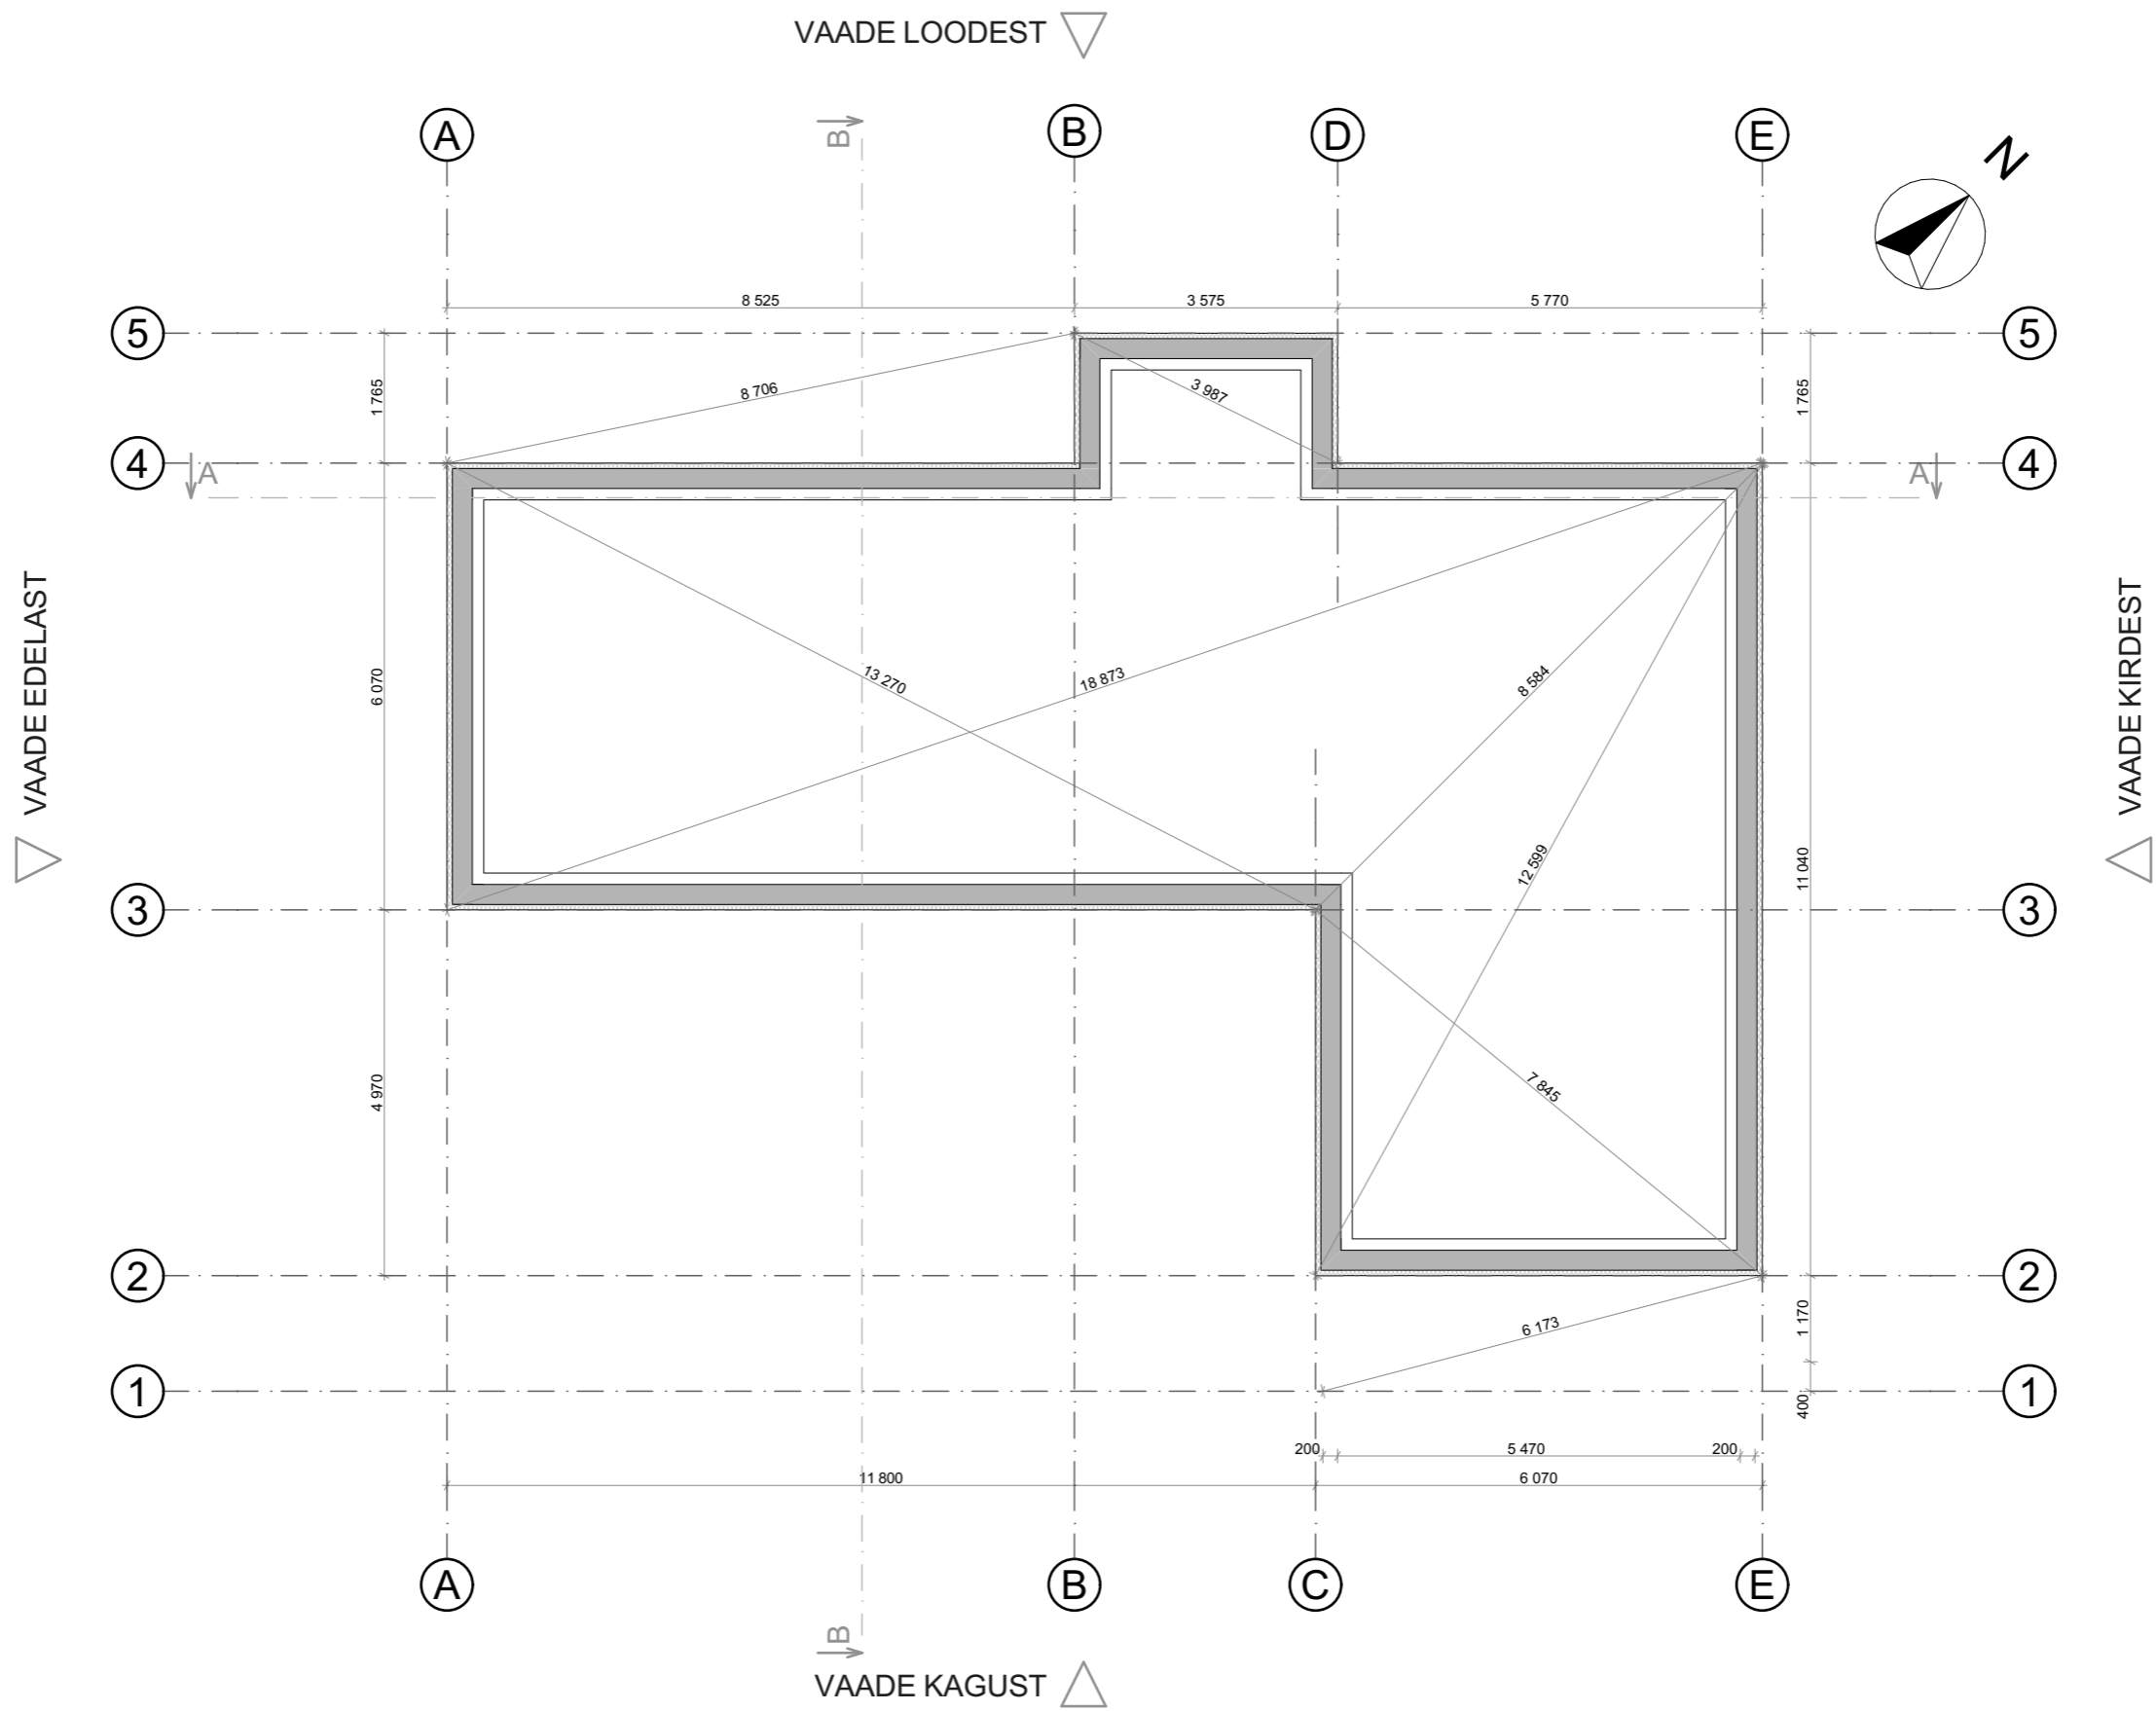 VAADE LOODEST
A
B
D
E
B
N
8 525
3 575
5 770
5
5
1 765
8 706
3 987
1 765
4
A
A
4
VAADE EDELAST
VAADE KIRDEST
6 070
13 270
18 873
8 584
12 599
11 040
3
3
4 970
7 845
2
2
6 173
1 170
1
1
400
200
5 470
200
11 800
6 070
A
B
C
E
B
VAADE KAGUST